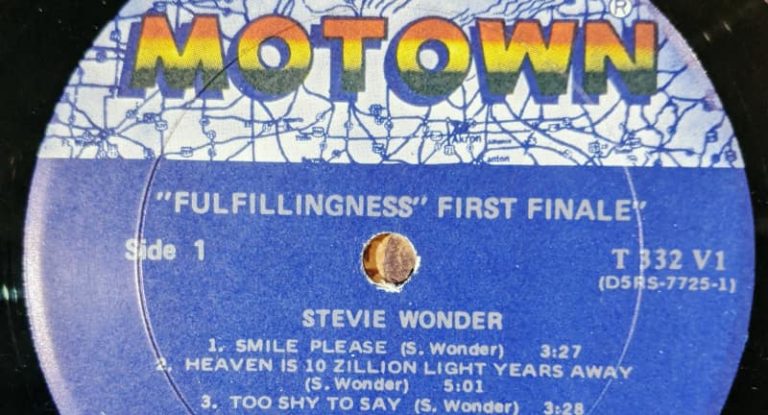 MOTOWN®
Akron
"FULFILLINGNESS" FIRST FINALE"
Side 1
T 332 V1
(D5RS-7725-1)
STEVIE WONDER
1. SMILE PLEASE (S. Wonder) 3:27
2. HEAVEN IS 10 ZILLION LIGHT YEARS AWAY
(S. Wonder) 5:01
3. TOO SHY TO SAY (S. Wonder) 3:28